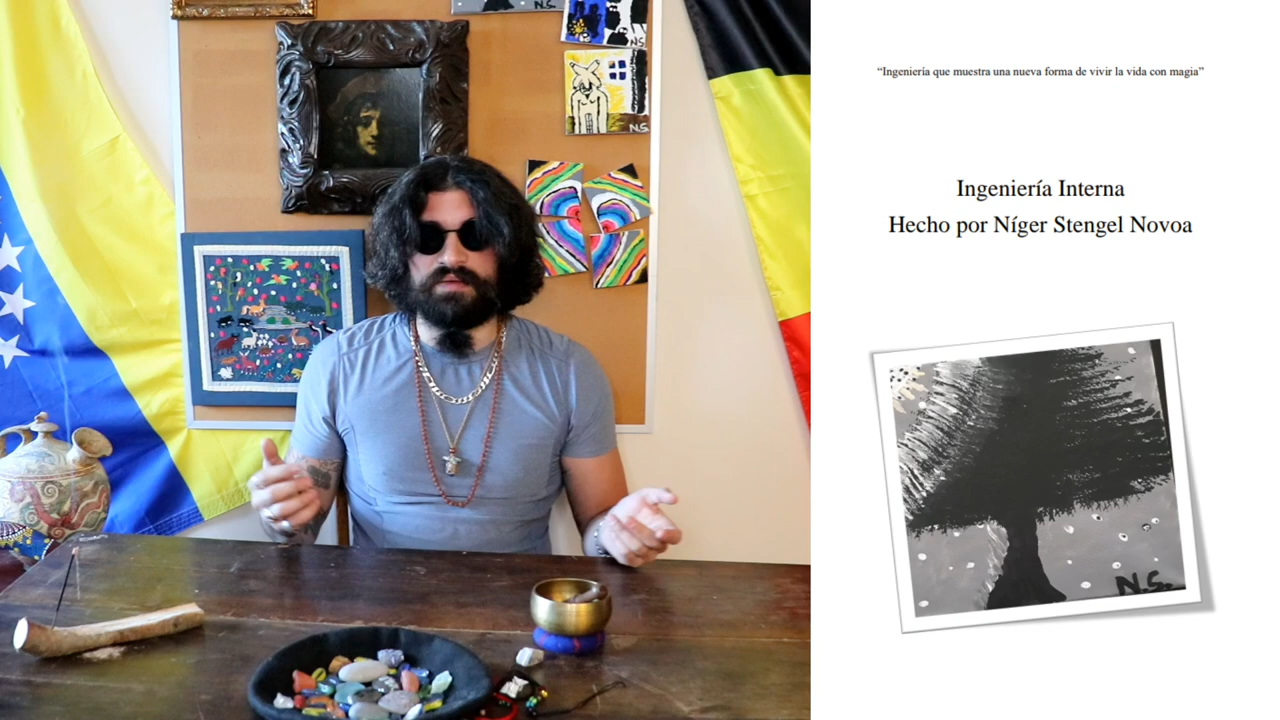 N.S.
N.S.
“Ingeniería que muestra una nueva forma de vivir la vida con magia”
Ingeniería Interna
Hecho por Níger Stengel Novoa
N.S.